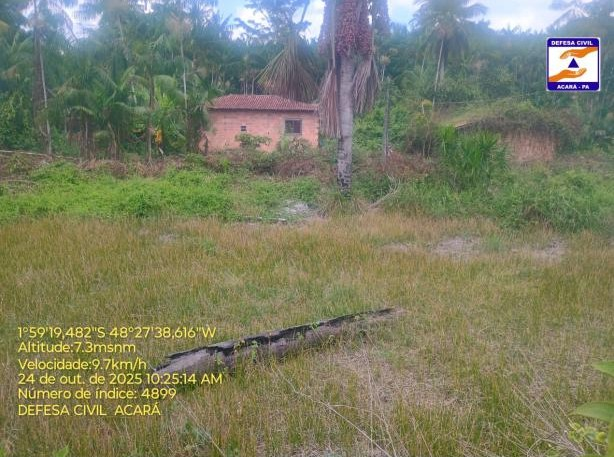 DEFESA CIVIL
ACARÁ - PA
1°59'19,482"S 48°27'38,616"W
Altitude:7.3msnm
Velocidade:9.7km/h
24 de out. de 2025 10:25:14 AM
Número de índice: 4899
DEFESA CIVIL ACARÁ